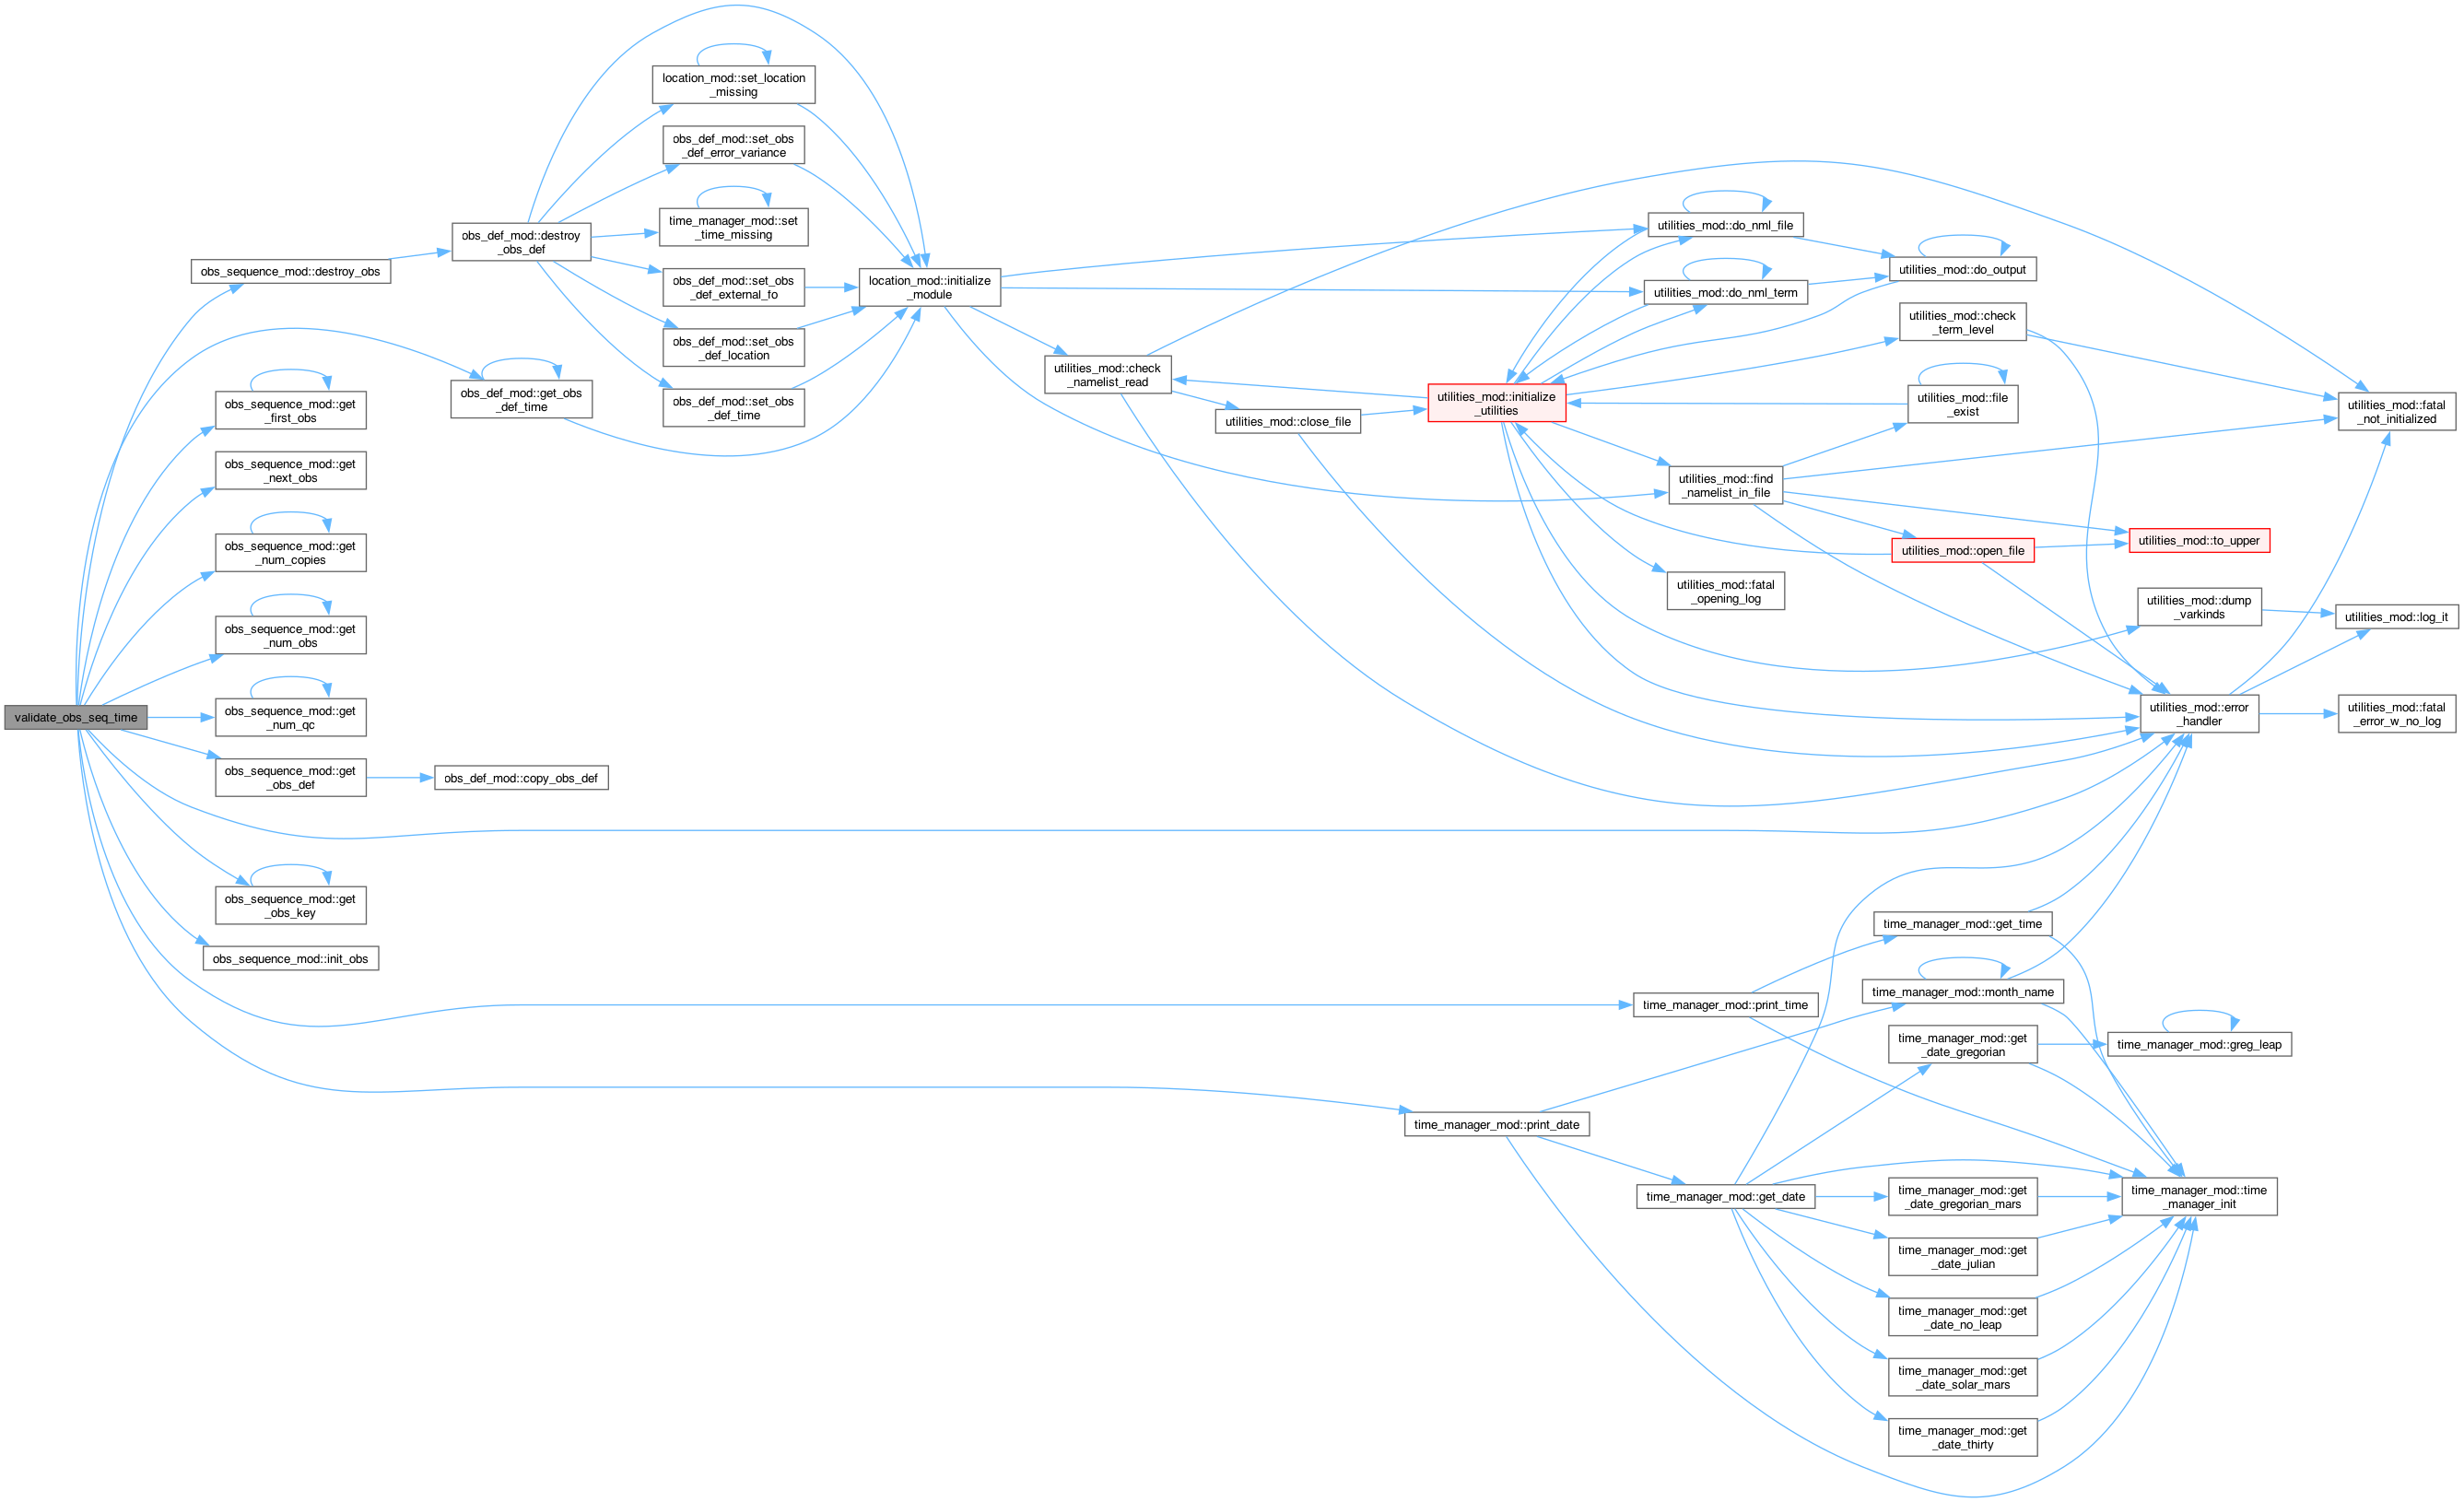 validate_obs_seq_time
obs_sequence_mod::destroy_obs
obs_sequence_mod::get
_first_obs
obs_sequence_mod::get
_next_obs
obs_sequence_mod::get
_num_copies
obs_sequence_mod::get
_num_obs
obs_sequence_mod::get
_num_qc
obs_sequence_mod::get
_obs_def
obs_sequence_mod::get
_obs_key
obs_sequence_mod::init_obs
obs_def_mod::destroy
_obs_def
obs_def_mod::get_obs
_def_time
obs_def_mod::copy_obs_def
location_mod::set_location
_missing
obs_def_mod::set_obs
_def_error_variance
time_manager_mod::set
_time_missing
obs_def_mod::set_obs
_def_external_fo
obs_def_mod::set_obs
_def_location
obs_def_mod::set_obs
_def_time
location_mod::initialize
_module
utilities_mod::check
_namelist_read
utilities_mod::close_file
utilities_mod::initialize
_utilities
utilities_mod::do_nml_file
utilities_mod::do_nml_term
utilities_mod::find
_namelist_in_file
utilities_mod::fatal
_opening_log
time_manager_mod::print_time
time_manager_mod::print_date
time_manager_mod::get_date
utilities_mod::do_output
utilities_mod::check
_term_level
utilities_mod::file
_exist
utilities_mod::open_file
time_manager_mod::get_time
time_manager_mod::month_name
time_manager_mod::get
_date_gregorian
time_manager_mod::get
_date_gregorian_mars
time_manager_mod::get
_date_julian
time_manager_mod::get
_date_no_leap
time_manager_mod::get
_date_solar_mars
time_manager_mod::get
_date_thirty
utilities_mod::to_upper
utilities_mod::dump
_varkinds
utilities_mod::error
_handler
time_manager_mod::greg_leap
time_manager_mod::time
_manager_init
utilities_mod::fatal
_not_initialized
utilities_mod::log_it
utilities_mod::fatal
_error_w_no_log